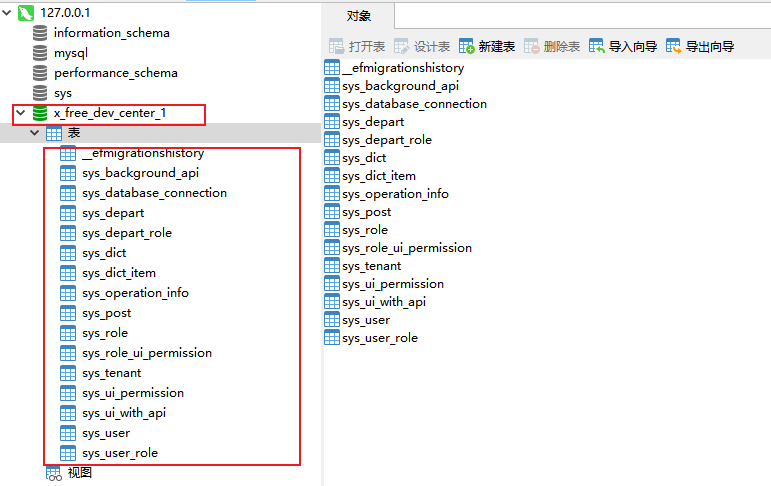 127.0.0.1
information_schema
mysql
performance_schema
sys
x_free_dev_center_1
表
__efmigrationshistory
sys_background_api
sys_database_connection
sys_depart
sys_depart_role
sys_dict
sys_dict_item
sys_operation_info
sys_post
sys_role
sys_role_ui_permission
sys_tenant
sys_ui_permission
sys_ui_with_api
sys_user
sys_user_role
视图
对象
打开表 设计表 新建表 删除表 导入向导 导出向导
__efmigrationshistory
sys_background_api
sys_database_connection
sys_depart
sys_depart_role
sys_dict
sys_dict_item
sys_operation_info
sys_post
sys_role
sys_role_ui_permission
sys_tenant
sys_ui_permission
sys_ui_with_api
sys_user
sys_user_role